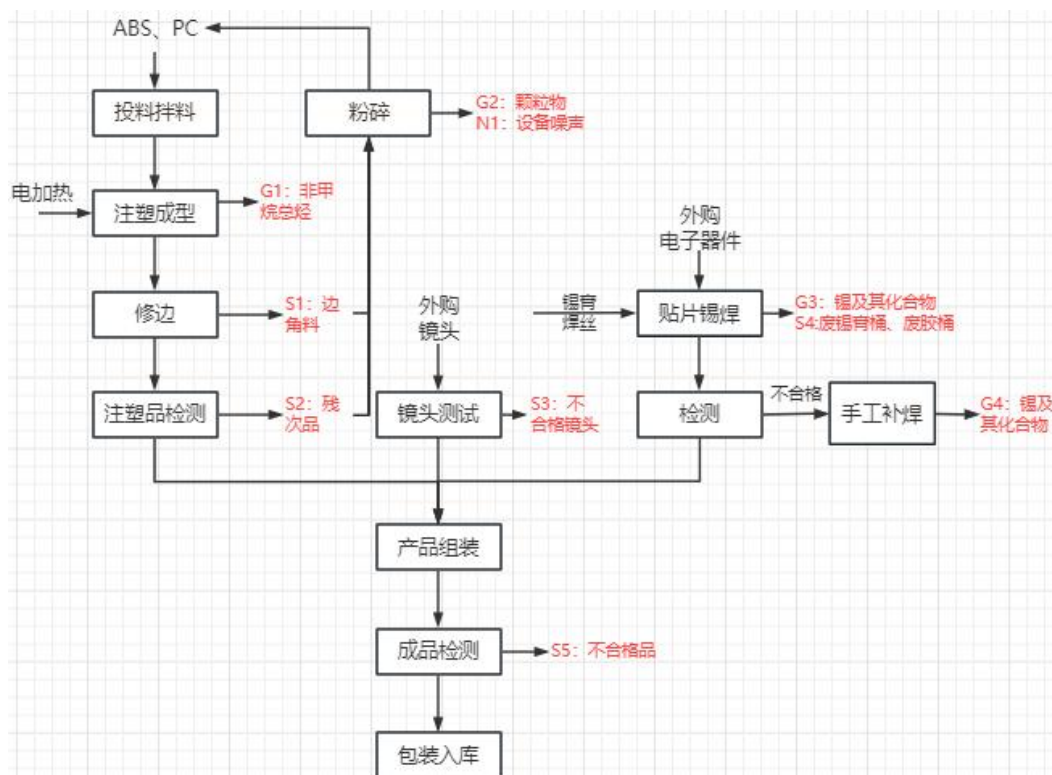 ABS、PC
投料拌料
粉碎
G2：颗粒物
N1：设备噪声
电加热
注塑成型
G1：非甲
烷总烃
外购
电子器件
修边
S1：边
角料
外购
镜头
锡膏
焊丝
贴片锡焊
G3：锡及其化合物
S4:废锡膏桶、废胶桶
注塑品检测
S2：残
次品
镜头测试
S3：不
合格镜头
检测
不合格
手工补焊
G4：锡及
其化合物
产品组装
成品检测
S5：不合格品
包装入库